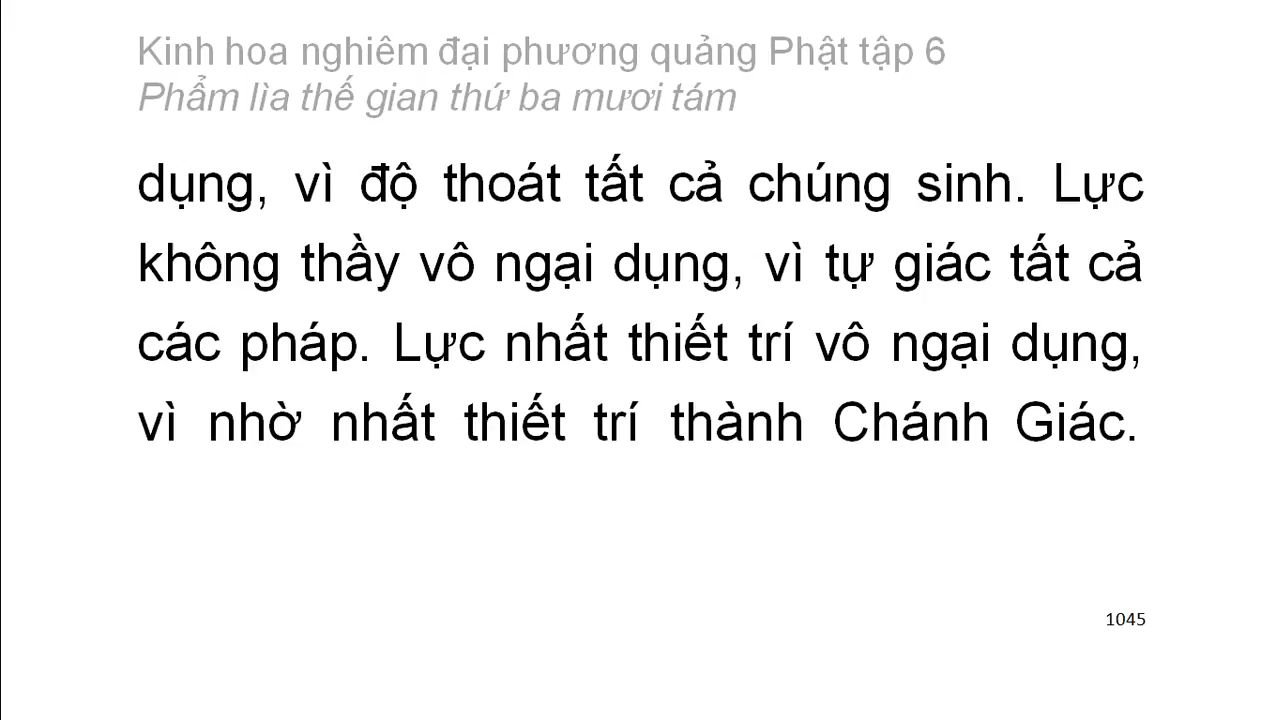 Kinh hoa nghiêm đại phương quảng Phật tập 6
Phẩm lìa thế gian thứ ba mươi tám
dụng, vì độ thoát tất cả chúng sinh. Lực
không thầy vô ngại dụng, vì tự giác tất cả
các pháp. Lực nhất thiết trí vô ngại dụng,
vì nhờ nhất thiết trí thành Chánh Giác.
1045